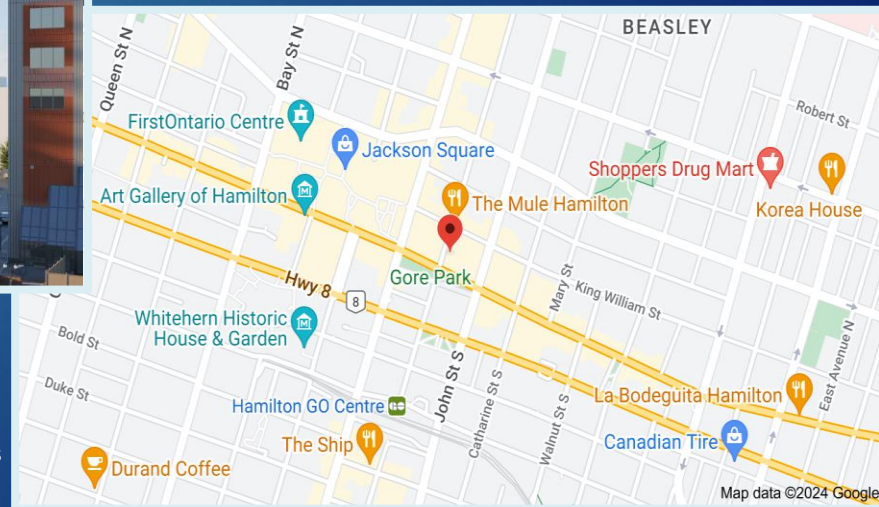 BEASLEY
Queen St N
Bay St N
Robert St
FirstOntario Centre
Jackson Square
Shoppers Drug Mart
Art Gallery of Hamilton
The Mule Hamilton
Korea House
Gore Park
Hwy 8
8
Mary St
King William St
Whitehern Historic
House & Garden
Bold St
Duke St
Hamilton GO Centre
John St S
Catharine St S
Walnut St S
La Bodeguita Hamilton
East Avenue N
The Ship
Canadian Tire
Durand Coffee
Map data ©2024 Google